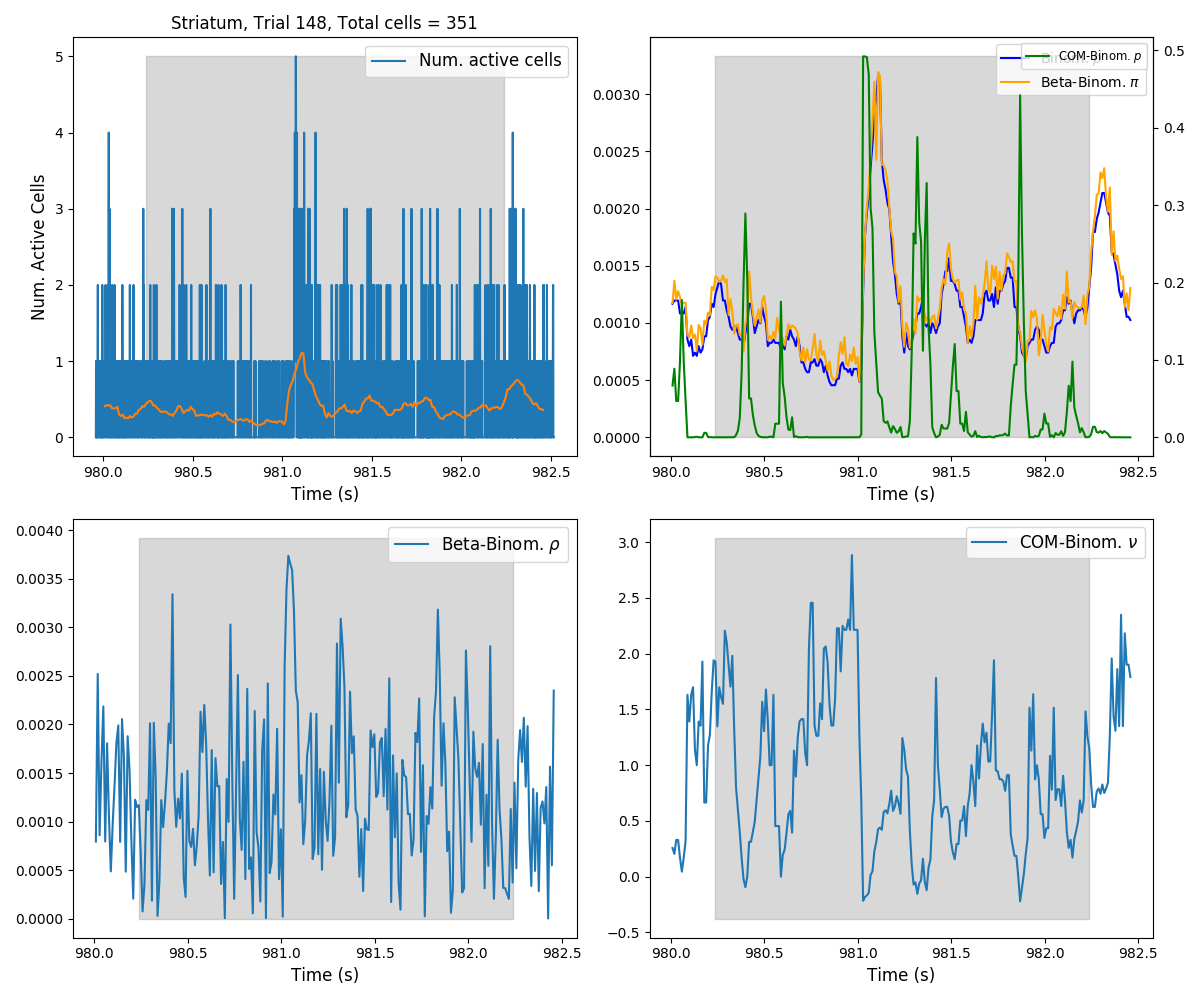 Striatum, Trial 148, Total cells = 351
Num. active cells
Num. Active Cells
5
4
3
2
1
0
980.0 980.5 981.0 981.5 982.0 982.5
Time (s)
COM-Binom. p
Binom. p
Beta-Binom. π
0.0030
0.0025
0.0020
0.0015
0.0010
0.0005
0.0000
0.5
0.4
0.3
0.2
0.1
0.0
980.0 980.5 981.0 981.5 982.0 982.5
Time (s)
Beta-Binom. ρ
0.0040
0.0035
0.0030
0.0025
0.0020
0.0015
0.0010
0.0005
0.0000
980.0 980.5 981.0 981.5 982.0 982.5
Time (s)
COM-Binom. ν
3.0
2.5
2.0
1.5
1.0
0.5
0.0
−0.5
980.0 980.5 981.0 981.5 982.0 982.5
Time (s)